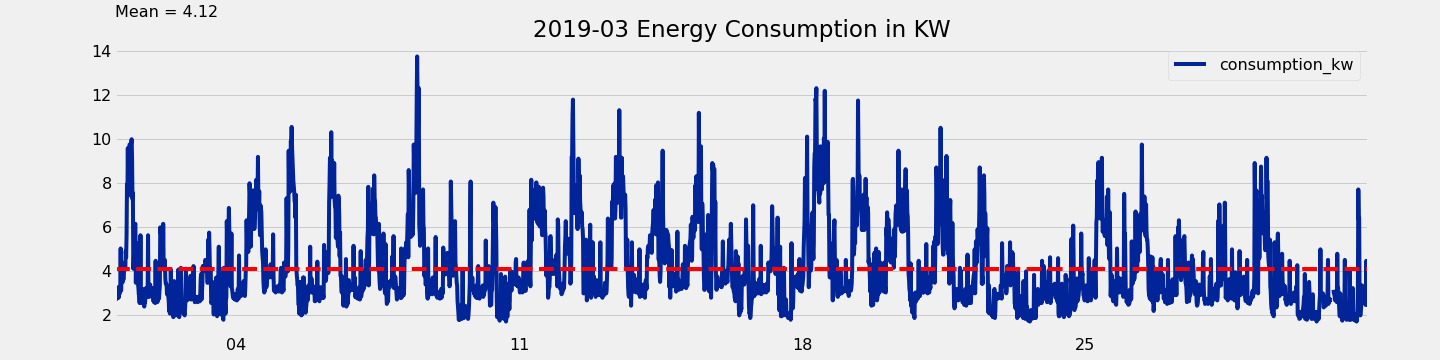 Mean = 4.12
2019-03 Energy Consumption in KW
consumption_kw
14
12
10
8
6
4
2
04 11 18 25